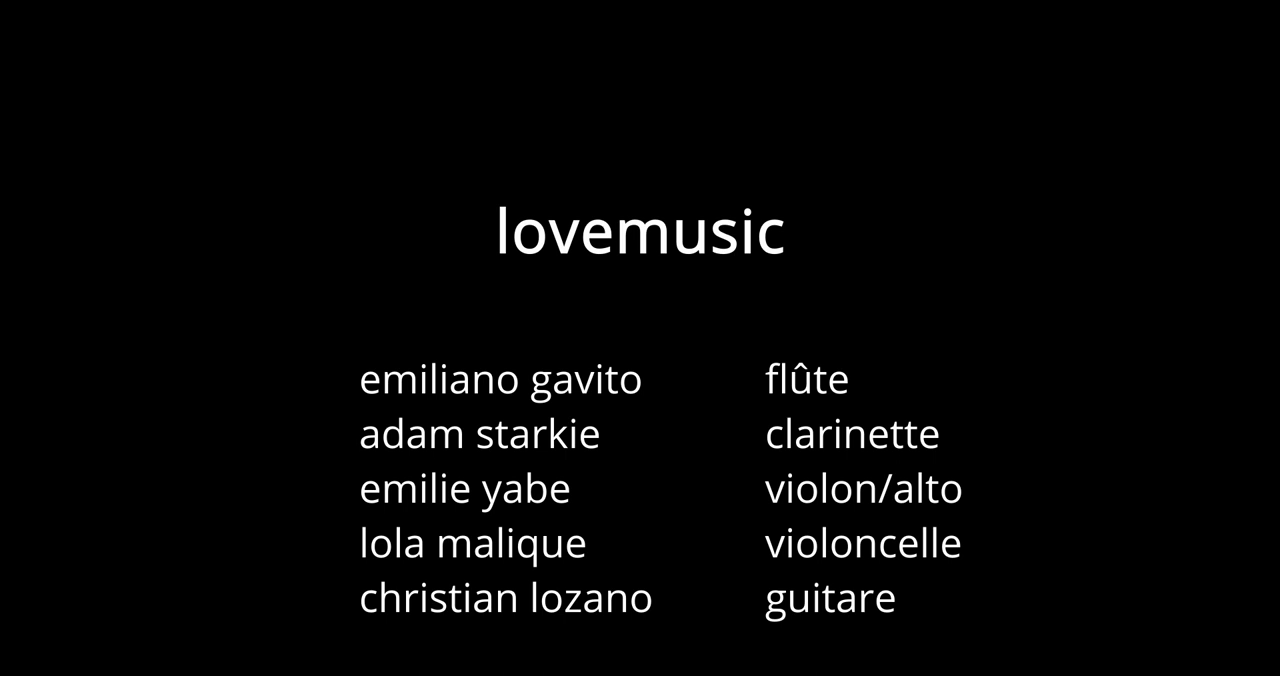 lovemusic
emiliano gavito flûte
adam starkie clarinette
emilie yabe violon/alto
lola malique violoncelle
christian lozano guitare